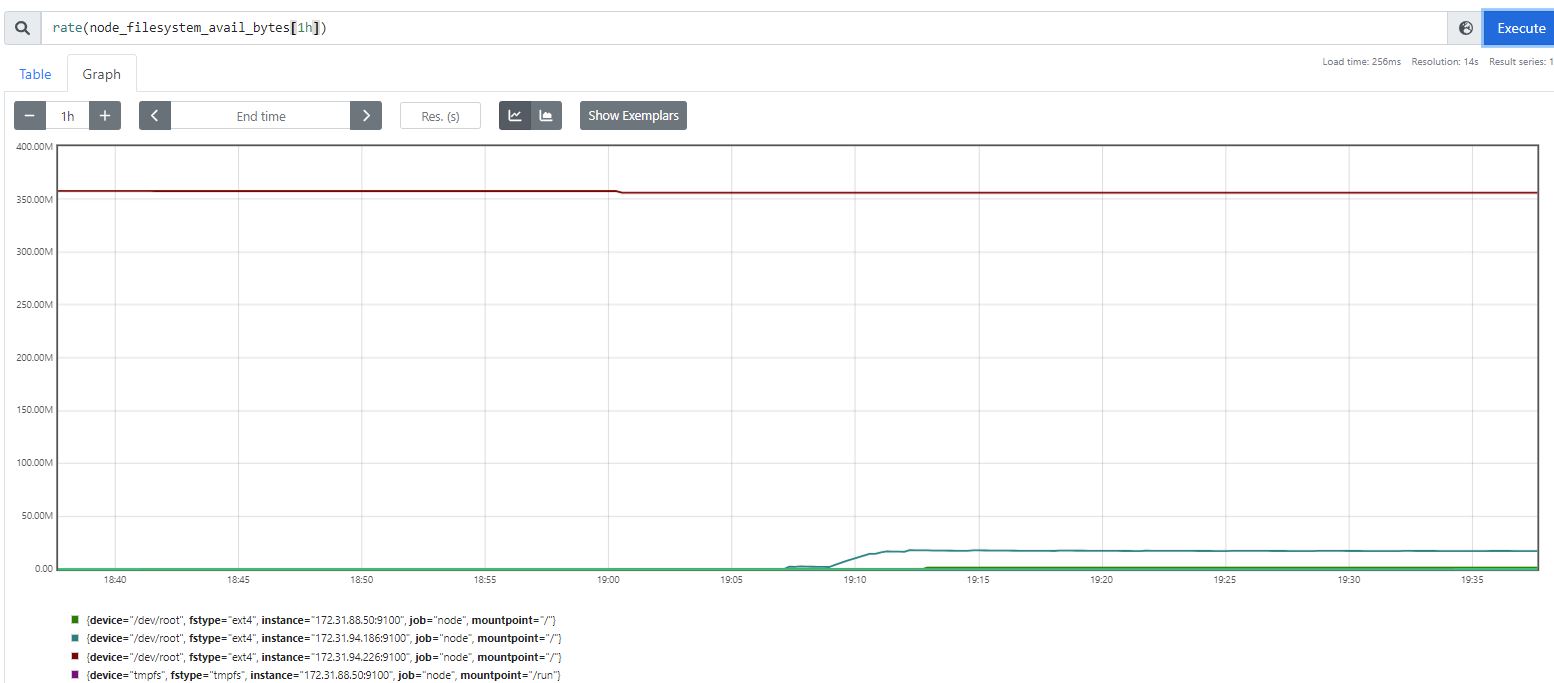 rate(node_filesystem_avail_bytes[1h])
Execute
Load time: 256ms Resolution: 14s Result series: 1
Table
Graph
− 1h +
End time
Res. (s)
Show Exemplars
400.00M
350.00M
300.00M
250.00M
200.00M
150.00M
100.00M
50.00M
0.00
18:40 18:45 18:50 18:55 19:00 19:05 19:10 19:15 19:20 19:25 19:30 19:35
{device="/dev/root", fstype="ext4", instance="172.31.88.50:9100", job="node", mountpoint="/"}
{device="/dev/root", fstype="ext4", instance="172.31.94.186:9100", job="node", mountpoint="/"}
{device="/dev/root", fstype="ext4", instance="172.31.94.226:9100", job="node", mountpoint="/"}
{device="tmpfs", fstype="tmpfs", instance="172.31.88.50:9100", job="node", mountpoint="/run"}